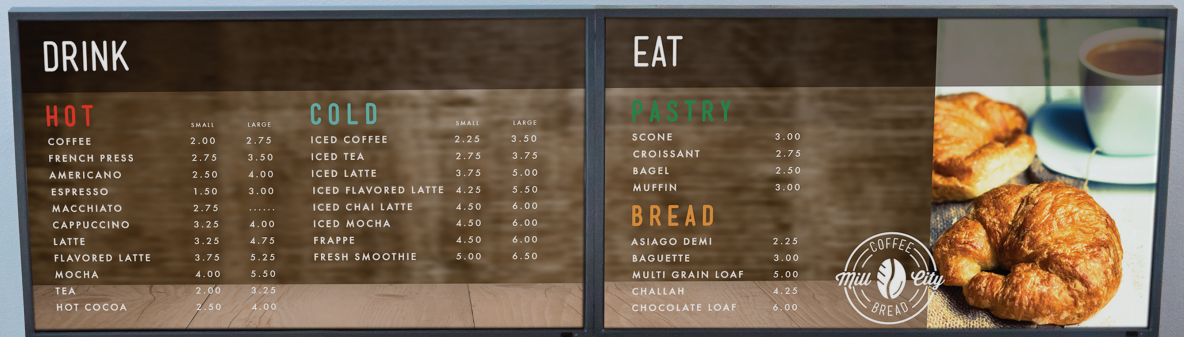 DRINK
HOT
SMALL LARGE
COFFEE 2.00 2.75
FRENCH PRESS 2.75 3.50
AMERICANO 2.50 4.00
ESPRESSO 1.50 3.00
MACCHIATO 2.75 ......
CAPPUCCINO 3.25 4.00
LATTE 3.25 4.75
FLAVORED LATTE 3.75 5.25
MOCHA 4.00 5.50
TEA 2.00 3.25
HOT COCOA 2.50 4.00
COLD
SMALL LARGE
ICED COFFEE 2.25 3.50
ICED TEA 2.75 3.75
ICED LATTE 3.75 5.00
ICED FLAVORED LATTE 4.25 5.50
ICED CHAI LATTE 4.50 6.00
ICED MOCHA 4.50 6.00
FRAPPE 4.50 6.00
FRESH SMOOTHIE 5.00 6.50
EAT
PASTRY
SCONE 3.00
CROISSANT 2.75
BAGEL 2.50
MUFFIN 3.00
BREAD
ASIAGO DEMI 2.25
BAGUETTE 3.00
MULTI GRAIN LOAF 5.00
CHALLAH 4.25
CHOCOLATE LOAF 6.00
COFFEE
Mill City
BREAD